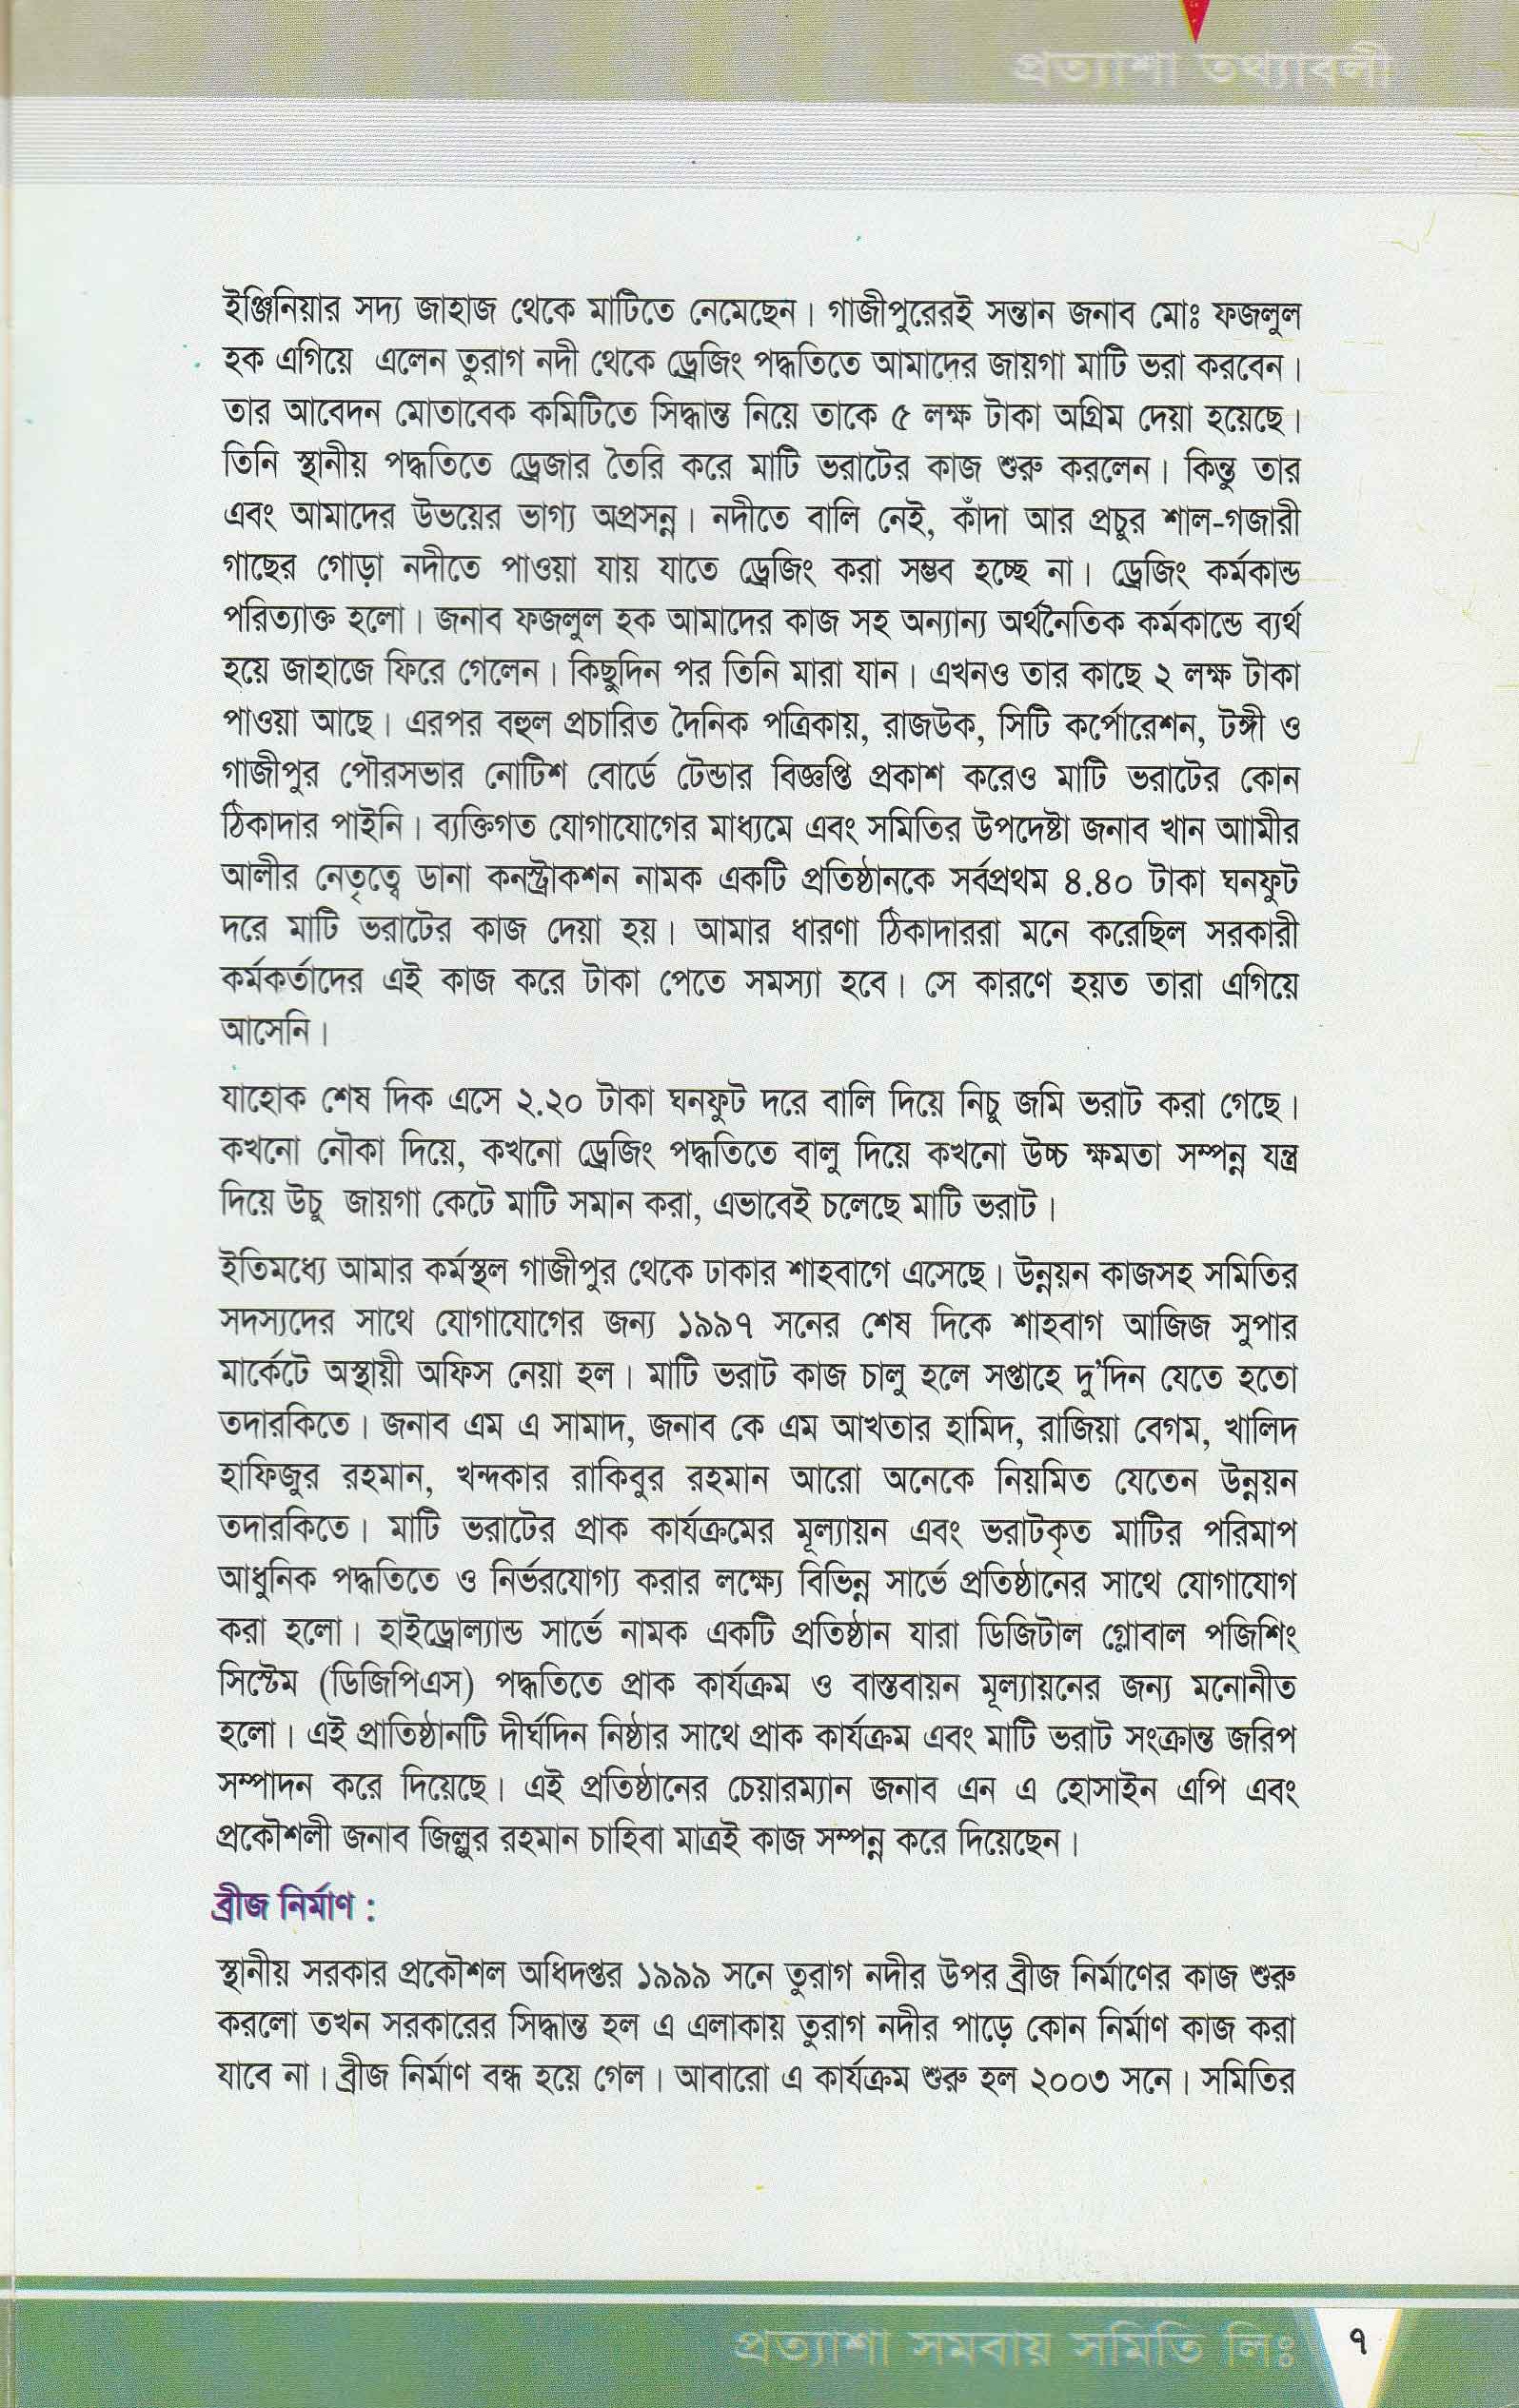 প্রত্যাশা তথ্যাবলী
ইঞ্জিনিয়ার সদ্য জাহাজ থেকে মাটিতে নেমেছেন। গাজীপুরেরই সন্তান জনাব মোঃ ফজলুল
হক এগিয়ে এলেন তুরাগ নদী থেকে ড্রেজিং পদ্ধতিতে আমাদের জায়গা মাটি ভরা করবেন।
তার আবেদন মোতাবেক কমিটিতে সিদ্ধান্ত নিয়ে তাকে ৫ লক্ষ টাকা অগ্রিম দেয়া হয়েছে।
তিনি স্থানীয় পদ্ধতিতে ড্রেজার তৈরি করে মাটি ভরাটের কাজ শুরু করলেন। কিন্তু তার
এবং আমাদের উভয়ের ভাগ্য অপ্রসন্ন। নদীতে বালি নেই, কাঁদা আর প্রচুর শাল-গজারী
গাছের গোড়া নদীতে পাওয়া যায় যাতে ড্রেজিং করা সম্ভব হচ্ছে না। ড্রেজিং কর্মকান্ড
পরিত্যাক্ত হলো। জনাব ফজলুল হক আমাদের কাজ সহ অন্যান্য অর্থনৈতিক কর্মকান্ডে ব্যর্থ
হয়ে জাহাজে ফিরে গেলেন। কিছুদিন পর তিনি মারা যান। এখনও তার কাছে ২ লক্ষ টাকা
পাওয়া আছে। এরপর বহুল প্রচারিত দৈনিক পত্রিকায়, রাজউক, সিটি কর্পোরেশন, টঙ্গী ও
গাজীপুর পৌরসভার নোটিশ বোর্ডে টেন্ডার বিজ্ঞপ্তি প্রকাশ করেও মাটি ভরাটের কোন
ঠিকাদার পাইনি। ব্যক্তিগত যোগাযোগের মাধ্যমে এবং সমিতির উপদেষ্টা জনাব খান আামীর
আলীর নেতৃত্বে ডানা কনস্ট্রাকশন নামক একটি প্রতিষ্ঠানকে সর্বপ্রথম ৪.৪০ টাকা ঘনফুট
দরে মাটি ভরাটের কাজ দেয়া হয়। আমার ধারণা ঠিকাদাররা মনে করেছিল সরকারী
কর্মকর্তাদের এই কাজ করে টাকা পেতে সমস্যা হবে। সে কারণে হয়ত তারা এগিয়ে
আসেনি।
যাহোক শেষ দিক এসে ২.২০ টাকা ঘনফুট দরে বালি দিয়ে নিচু জমি ভরাট করা গেছে।
কখনো নৌকা দিয়ে, কখনো ড্রেজিং পদ্ধতিতে বালু দিয়ে কখনো উচ্চ ক্ষমতা সম্পন্ন যন্ত্র
দিয়ে উচু জায়গা কেটে মাটি সমান করা, এভাবেই চলেছে মাটি ভরাট।
ইতিমধ্যে আমার কর্মস্থল গাজীপুর থেকে ঢাকার শাহবাগে এসেছে। উন্নয়ন কাজসহ সমিতির
সদস্যদের সাথে যোগাযোগের জন্য ১৯৯৭ সনের শেষ দিকে শাহবাগ আজিজ সুপার
মার্কেটে অস্থায়ী অফিস নেয়া হল। মাটি ভরাট কাজ চালু হলে সপ্তাহে দু’দিন যেতে হতো
তদারকিতে। জনাব এম এ সামাদ, জনাব কে এম আখতার হামিদ, রাজিয়া বেগম, খালিদ
হাফিজুর রহমান, খন্দকার রাকিবুর রহমান আরো অনেকে নিয়মিত যেতেন উন্নয়ন
তদারকিতে। মাটি ভরাটের প্রাক কার্যক্রমের মূল্যায়ন এবং ভরাটকৃত মাটির পরিমাপ
আধুনিক পদ্ধতিতে ও নির্ভরযোগ্য করার লক্ষ্যে বিভিন্ন সার্ভে প্রতিষ্ঠানের সাথে যোগাযোগ
করা হলো। হাইড্রোল্যান্ড সার্ভে নামক একটি প্রতিষ্ঠান যারা ডিজিটাল গ্লোবাল পজিশিং
সিস্টেম (ডিজিপিএস) পদ্ধতিতে প্রাক কার্যক্রম ও বাস্তবায়ন মূল্যায়নের জন্য মনোনীত
হলো। এই প্রাতিষ্ঠানটি দীর্ঘদিন নিষ্ঠার সাথে প্রাক কার্যক্রম এবং মাটি ভরাট সংক্রান্ত জরিপ
সম্পাদন করে দিয়েছে। এই প্রতিষ্ঠানের চেয়ারম্যান জনাব এন এ হোসাইন এপি এবং
প্রকৌশলী জনাব জিল্লুর রহমান চাহিবা মাত্রই কাজ সম্পন্ন করে দিয়েছেন।
ব্রীজ নির্মাণ :
স্থানীয় সরকার প্রকৌশল অধিদপ্তর ১৯৯৯ সনে তুরাগ নদীর উপর ব্রীজ নির্মাণের কাজ শুরু
করলো তখন সরকারের সিদ্ধান্ত হল এ এলাকায় তুরাগ নদীর পাড়ে কোন নির্মাণ কাজ করা
যাবে না। ব্রীজ নির্মাণ বন্ধ হয়ে গেল। আবারো এ কার্যক্রম শুরু হল ২০০৩ সনে। সমিতির
প্রত্যাশা সমবায় সমিতি লিঃ ৭